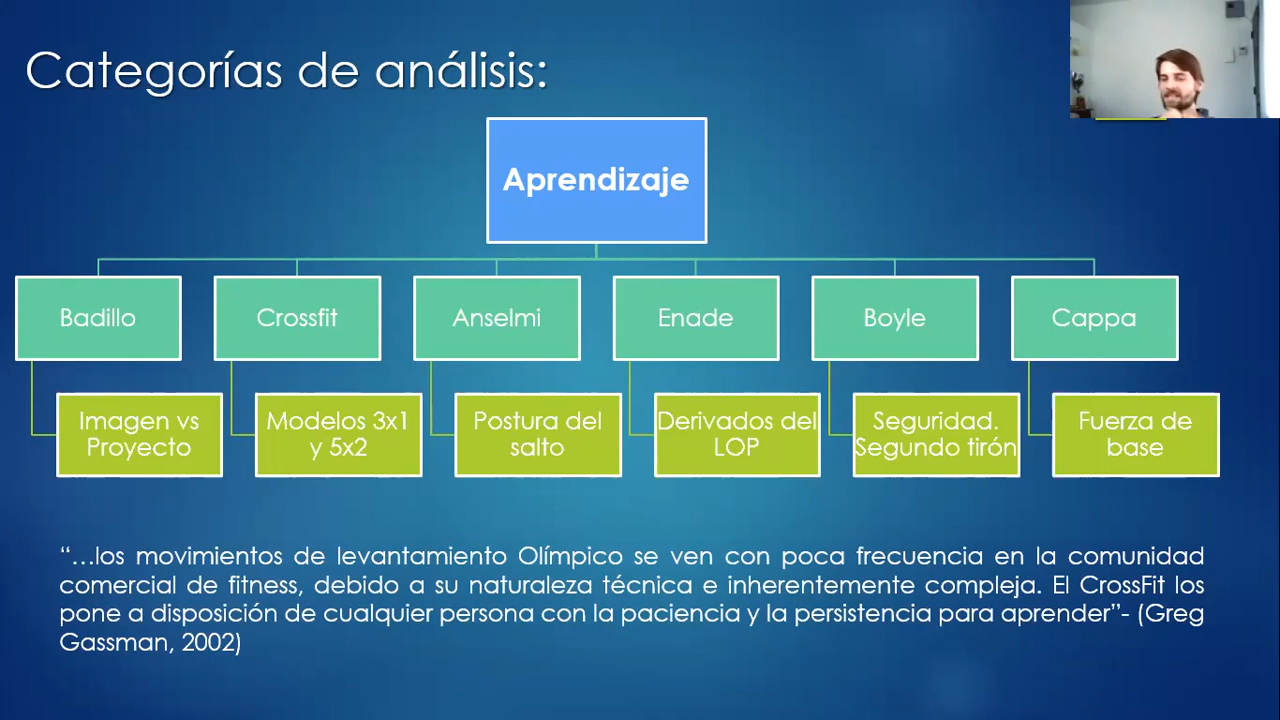 Categorías de análisis:
Aprendizaje
Badillo
Crossfit
Anselmi
Enade
Boyle
Cappa
Imagen vs
Proyecto
Modelos 3x1
y 5x2
Postura del
salto
Derivados del
LOP
Seguridad.
Segundo tirón
Fuerza de
base
“…los movimientos de levantamiento Olímpico se ven con poca frecuencia en la comunidad
comercial de fitness, debido a su naturaleza técnica e inherentemente compleja. El CrossFit los
pone a disposición de cualquier persona con la paciencia y la persistencia para aprender”- (Greg
Gassman, 2002)